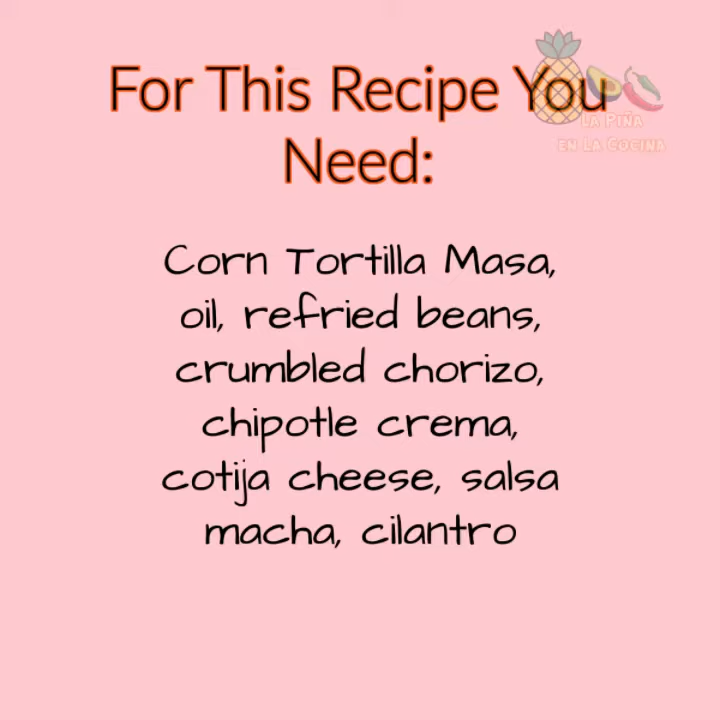 For This Recipe You
Need:
La Piña
en La Cocina
Corn Tortilla Masa,
oil, refried beans,
crumbled chorizo,
chipotle crema,
cotija cheese, salsa
macha, cilantro